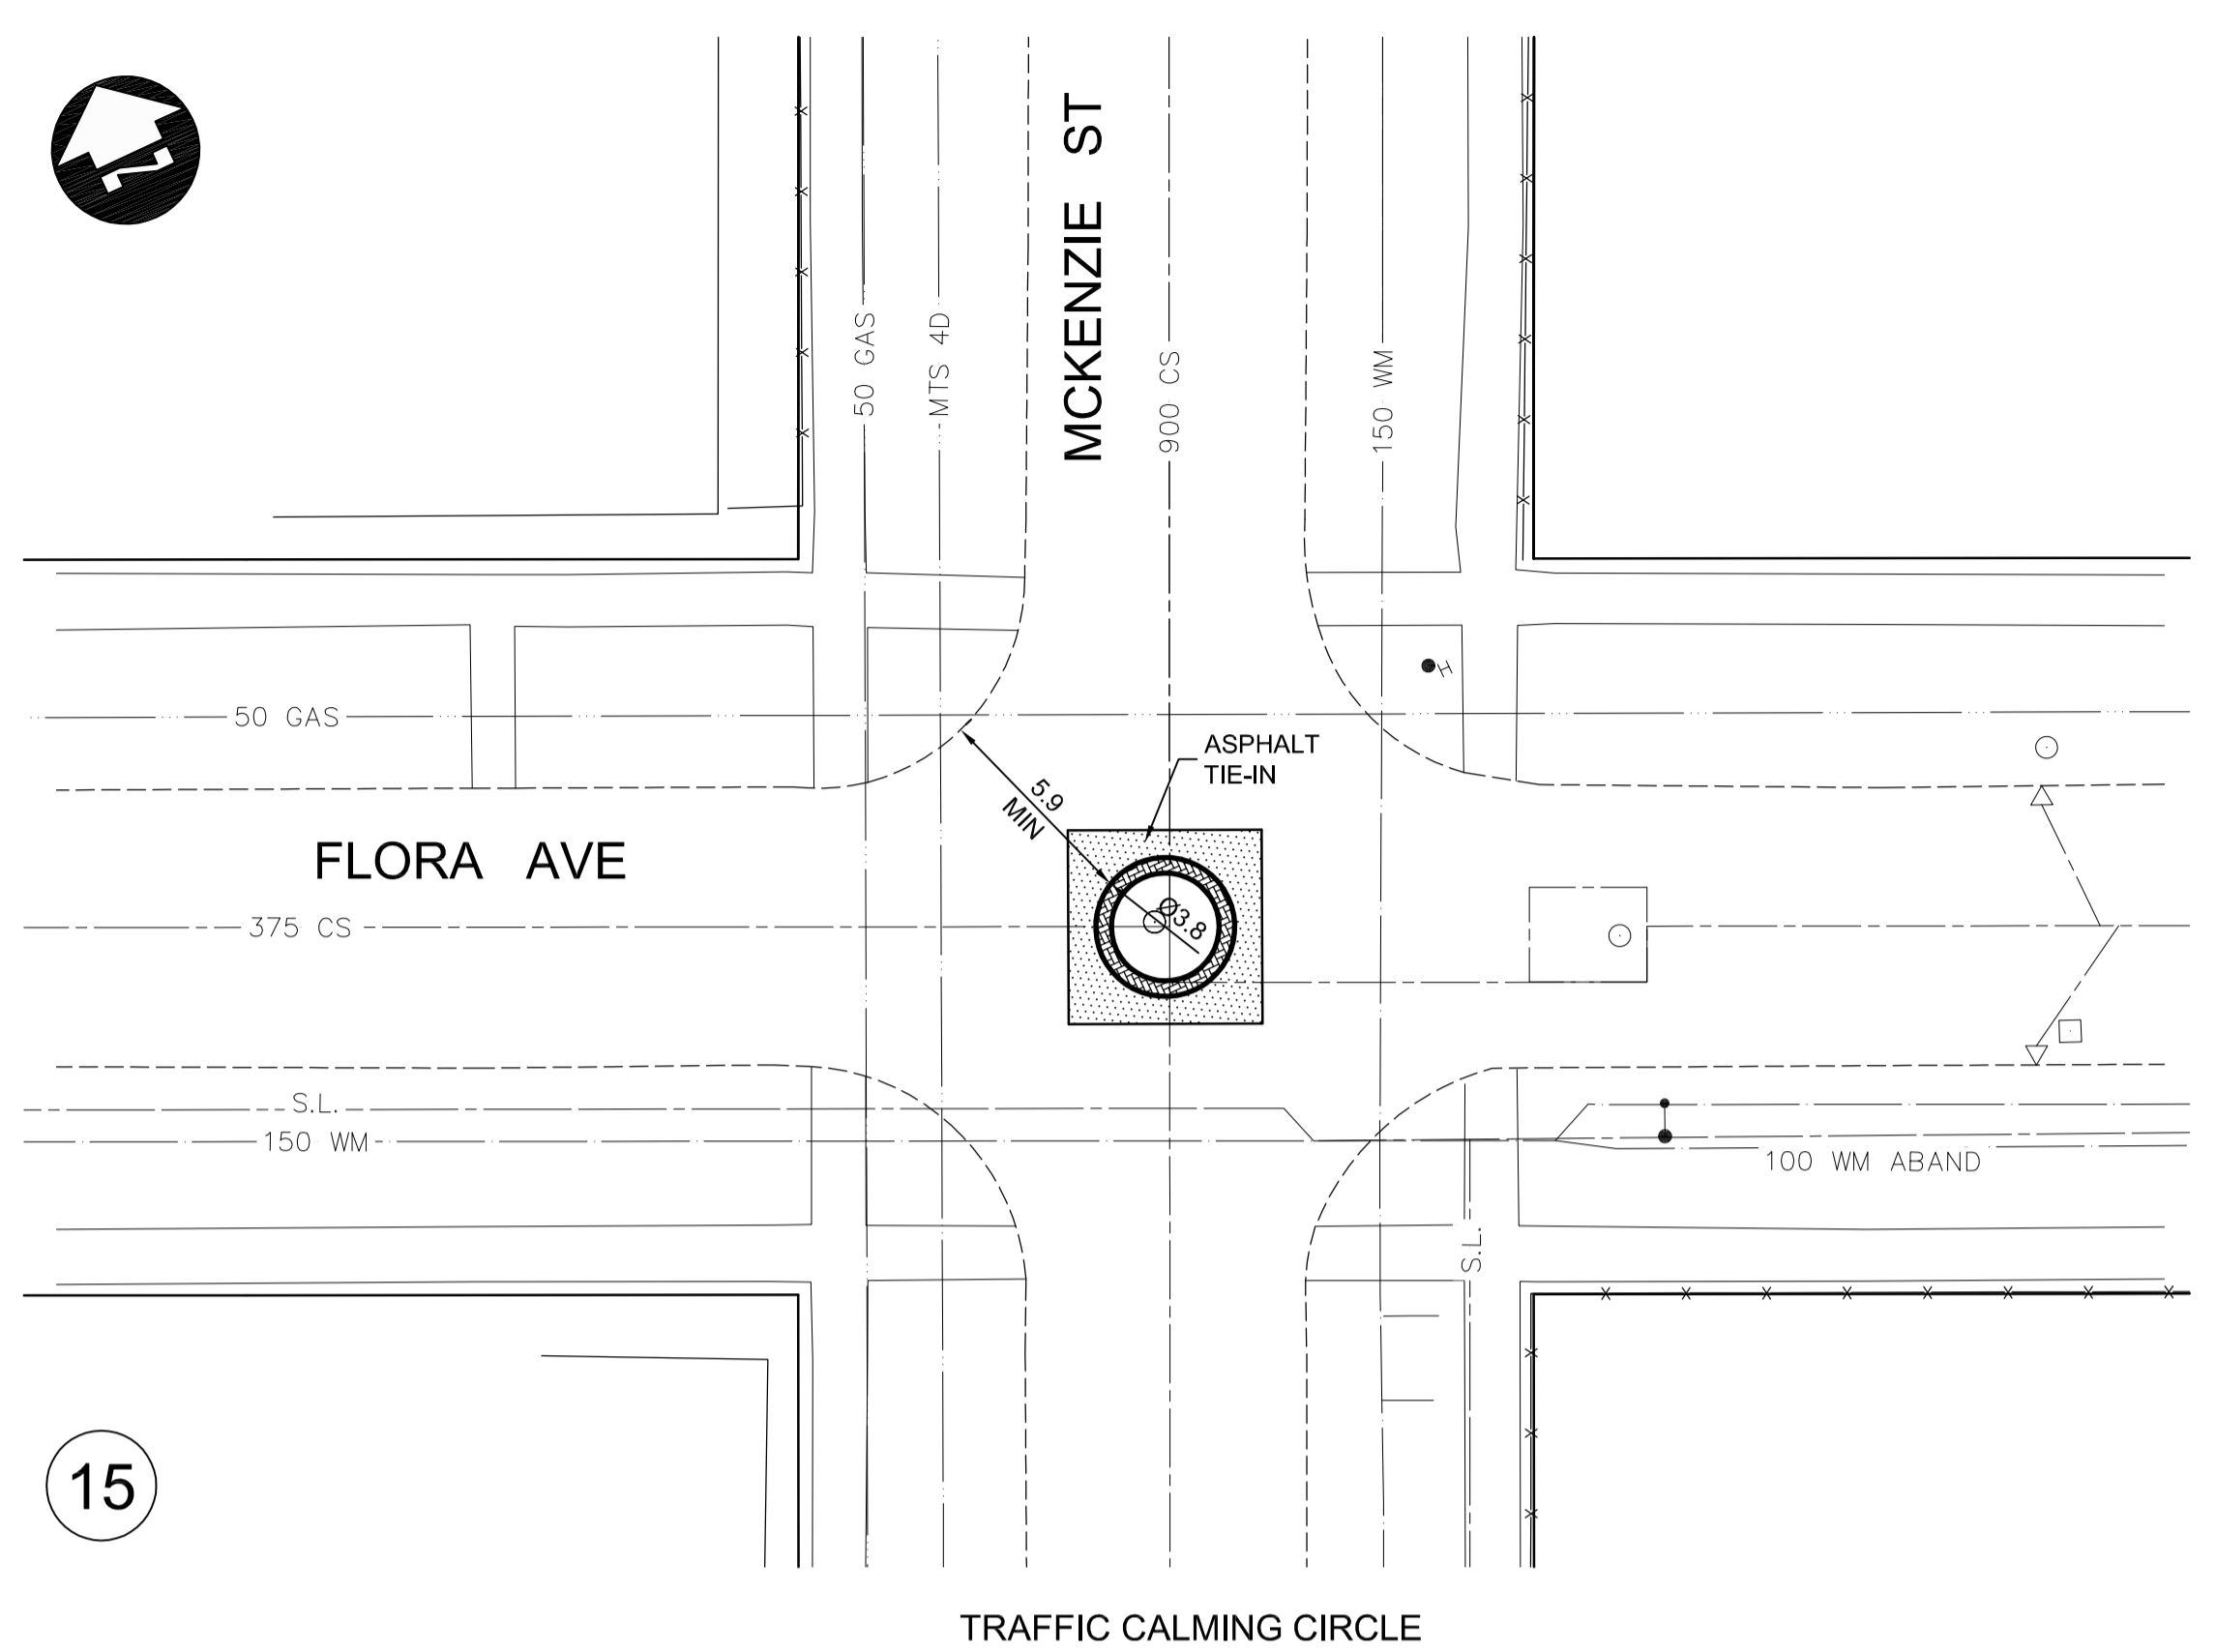 N
MCKENZIE ST
50 GAS
MTS 4D
900 CS
150 WM
H
50 GAS
ASPHALT
TIE-IN
5.9
MIN
FLORA AVE
Ø3.8
375 CS
S.L.
150 WM
100 WM ABAND
S.L.
15
TRAFFIC CALMING CIRCLE